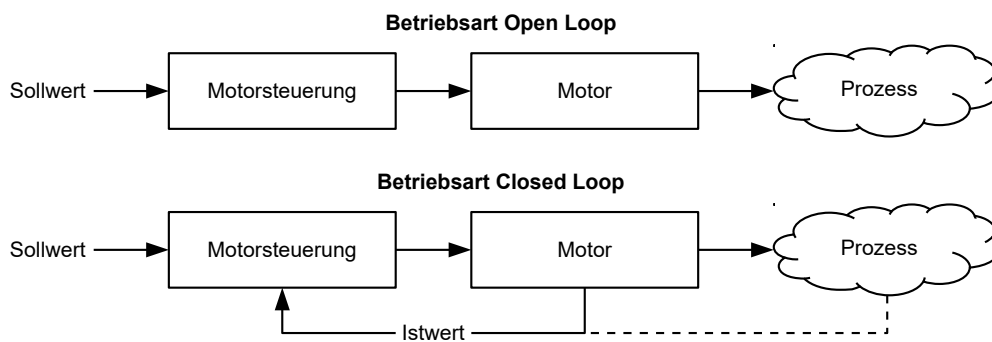 Betriebsart Open Loop
Sollwert
Motorsteuerung
Motor
Prozess
Betriebsart Closed Loop
Sollwert
Motorsteuerung
Motor
Prozess
Istwert